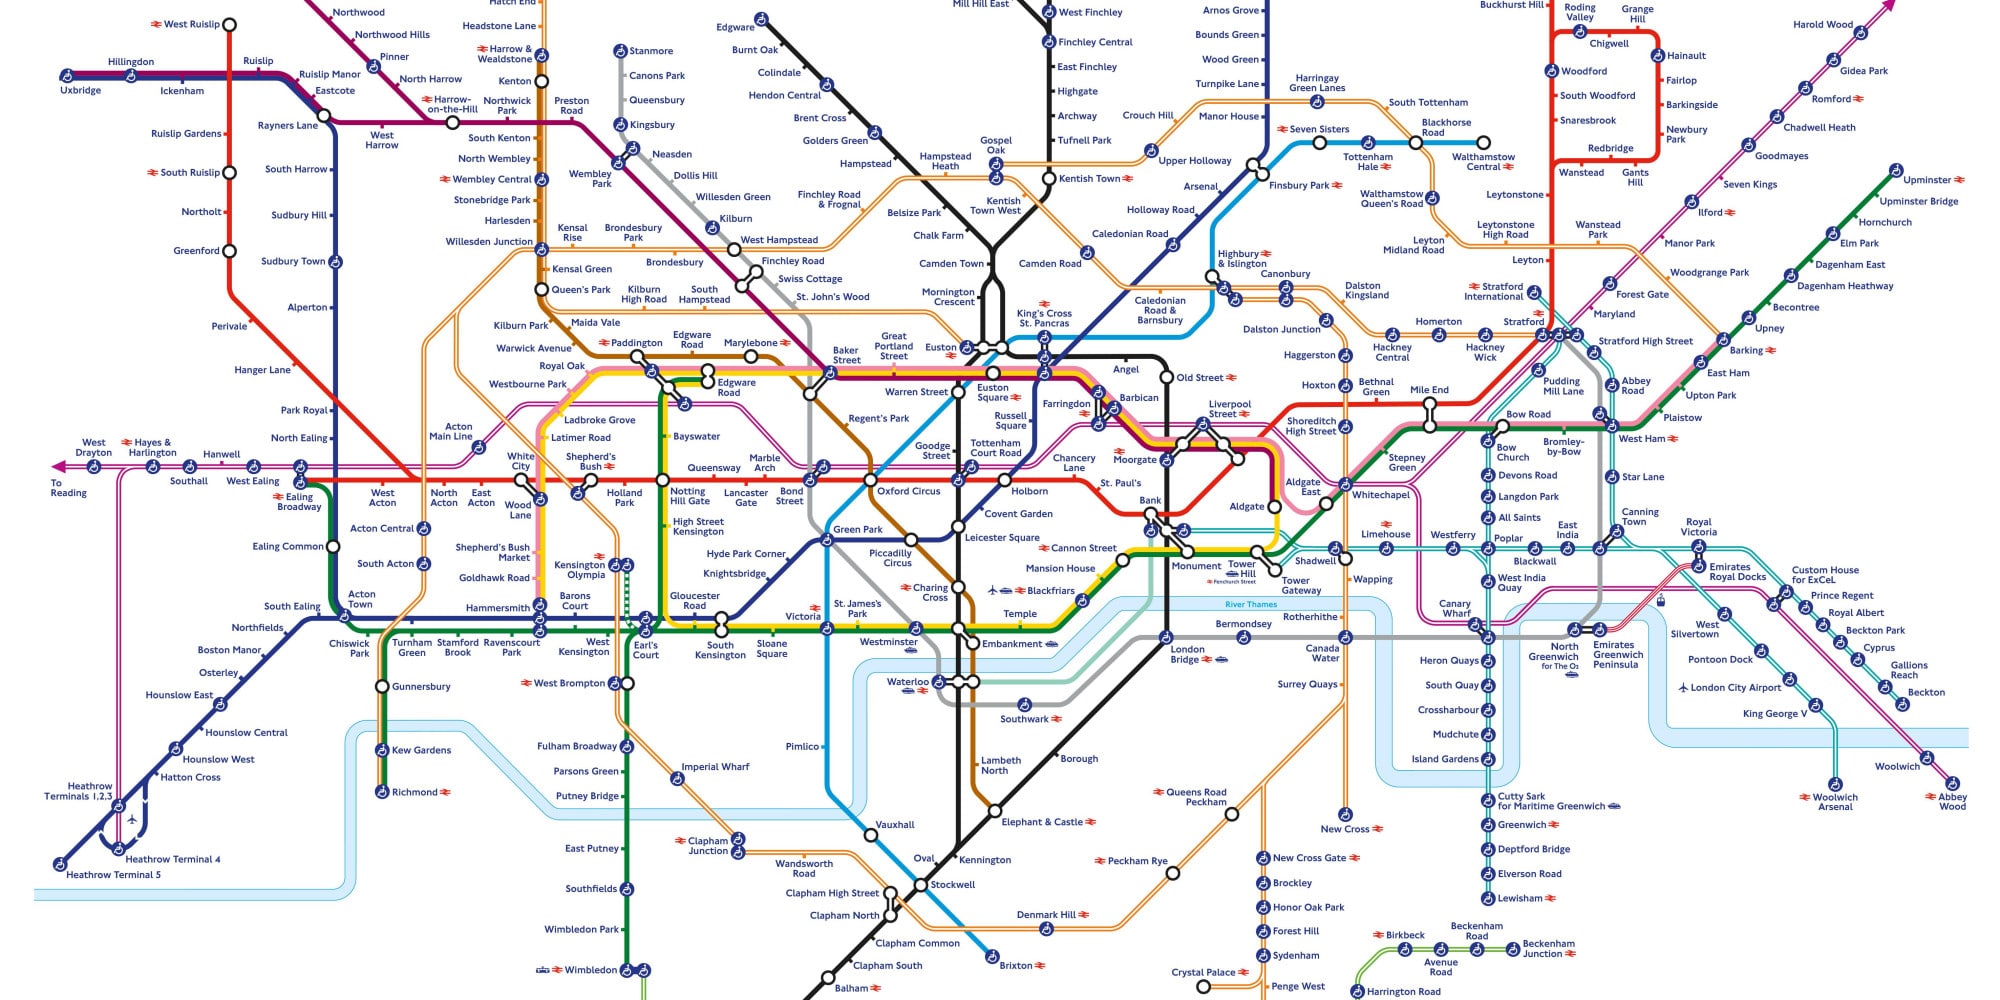 Hatch End
Headstone Lane
Harrow &
Wealdstone
Kenton
South Kenton
North Wembley
Wembley Central
Stonebridge Park
Harlesden
Willesden Junction
Kensal Green
Queen's Park
Kilburn Park
Maida Vale
Warwick Avenue
West Ruislip
Ruislip Gardens
South Ruislip
Northolt
Greenford
Perivale
Hanger Lane
Hillingdon
Uxbridge
Ickenham
Ruislip
Ruislip Manor
Eastcote
Rayners Lane
Northwood
Northwood Hills
Pinner
North Harrow
Harrow-
on-the-Hill
West
Harrow
Northwick
Park
Preston
Road
Wembley
Park
South Harrow
Sudbury Hill
Sudbury Town
Alperton
Park Royal
North Ealing
Stanmore
Canons Park
Queensbury
Kingsbury
Neasden
Dollis Hill
Willesden Green
Kilburn
West Hampstead
Finchley Road
Swiss Cottage
St. John's Wood
Edgware
Burnt Oak
Colindale
Hendon Central
Brent Cross
Golders Green
Hampstead
Belsize Park
Chalk Farm
Camden Town
Mornington
Crescent
Mill Hill East
West Finchley
Finchley Central
East Finchley
Highgate
Archway
Tufnell Park
Kentish Town
Arnos Grove
Bounds Green
Wood Green
Turnpike Lane
Manor House
Harringay
Green Lanes
Crouch Hill
South Tottenham
Blackhorse
Road
Seven Sisters
Tottenham
Hale
Walthamstow
Central
Upper Holloway
Finsbury Park
Arsenal
Holloway Road
Caledonian Road
Gospel
Oak
Hampstead
Heath
Finchley Road
& Frognal
Kentish
Town West
Camden Road
Caledonian
Road &
Barnsbury
Highbury
& Islington
Canonbury
Dalston
Kingsland
Dalston Junction
Haggerston
Hoxton
Shoreditch
High Street
Hackney
Central
Homerton
Hackney
Wick
Walthamstow
Queen's Road
Leyton
Midland Road
Leytonstone
High Road
Wanstead
Park
Woodgrange Park
Buckhurst Hill
Roding
Valley
Grange
Hill
Chigwell
Hainault
Woodford
Fairlop
South Woodford
Barkingside
Snaresbrook
Newbury
Park
Redbridge
Wanstead
Gants
Hill
Leytonstone
Leyton
Stratford
International
Stratford
Harold Wood
Gidea Park
Romford
Chadwell Heath
Goodmayes
Seven Kings
Ilford
Manor Park
Forest Gate
Maryland
Upminster
Upminster Bridge
Hornchurch
Elm Park
Dagenham East
Dagenham Heathway
Becontree
Upney
Barking
East Ham
Upton Park
Plaistow
West Ham
Stratford High Street
Abbey
Road
Pudding
Mill Lane
Bow Road
Bow
Church
Bromley-
by-Bow
Star Lane
Devons Road
Langdon Park
All Saints
Mile End
Bethnal
Green
Stepney
Green
Kensal
Rise
Brondesbury
Park
Brondesbury
Kilburn
High Road
South
Hampstead
Euston
King's Cross
St. Pancras
Angel
Old Street
Paddington
Edgware
Road
Marylebone
Baker
Street
Great
Portland
Street
Warren Street
Euston
Square
Royal Oak
Westbourne Park
Edgware
Road
Ladbroke Grove
Latimer Road
Bayswater
Regent's Park
Goodge
Street
Russell
Square
Farringdon
Barbican
Liverpool
Street
Moorgate
Tottenham
Court Road
Chancery
Lane
St. Paul's
Bank
Aldgate
East
Aldgate
Whitechapel
To
Reading
West
Drayton
Hayes &
Harlington
Southall
Hanwell
West Ealing
Ealing
Broadway
Acton
Main Line
West
Acton
North
Acton
East
Acton
White
City
Wood
Lane
Shepherd's
Bush
Holland
Park
Notting
Hill Gate
Queensway
Lancaster
Gate
Marble
Arch
Bond
Street
Oxford Circus
Holborn
Covent Garden
Leicester Square
Piccadilly
Circus
Green Park
Hyde Park Corner
Knightsbridge
High Street
Kensington
Acton Central
South Acton
Ealing Common
Acton
Town
South Ealing
Northfields
Boston Manor
Osterley
Hounslow East
Hounslow Central
Hounslow West
Hatton Cross
Heathrow
Terminals 1,2,3
Heathrow Terminal 4
Heathrow Terminal 5
Shepherd's Bush
Market
Goldhawk Road
Hammersmith
Kensington
Olympia
Barons
Court
Gloucester
Road
Chiswick
Park
Turnham
Green
Stamford
Brook
Ravenscourt
Park
West
Kensington
Earl's
Court
South
Kensington
Sloane
Square
Victoria
St. James's
Park
Westminster
Charing
Cross
Embankment
Temple
Blackfriars
Mansion House
Cannon Street
Monument
Tower
Hill
Fenchurch Street
Tower
Gateway
Shadwell
Wapping
Rotherhithe
Canada
Water
Surrey Quays
River Thames
Bermondsey
London
Bridge
Waterloo
Southwark
Lambeth
North
Borough
Elephant & Castle
Kennington
Oval
Stockwell
Vauxhall
Pimlico
Brixton
Clapham High Street
Clapham North
Clapham Common
Clapham South
Balham
Wandsworth
Road
Clapham
Junction
Imperial Wharf
West Brompton
Fulham Broadway
Parsons Green
Putney Bridge
East Putney
Southfields
Wimbledon Park
Wimbledon
Gunnersbury
Kew Gardens
Richmond
Denmark Hill
Peckham Rye
Queens Road
Peckham
New Cross
New Cross Gate
Brockley
Honor Oak Park
Forest Hill
Sydenham
Crystal Palace
Penge West
Limehouse
Westferry
Poplar
Blackwall
East
India
Canning
Town
Royal
Victoria
Emirates
Royal Docks
Custom House
for ExCeL
Prince Regent
Royal Albert
Beckton Park
Cyprus
Gallions
Reach
Beckton
West India
Quay
Canary
Wharf
Heron Quays
South Quay
Crossharbour
Mudchute
Island Gardens
Cutty Sark
for Maritime Greenwich
Greenwich
Deptford Bridge
Elverson Road
Lewisham
North
Greenwich
for The O2
Emirates
Greenwich
Peninsula
West
Silvertown
Pontoon Dock
London City Airport
King George V
Woolwich
Arsenal
Woolwich
Abbey
Wood
Birkbeck
Avenue
Road
Beckenham
Road
Beckenham
Junction
Harrington Road